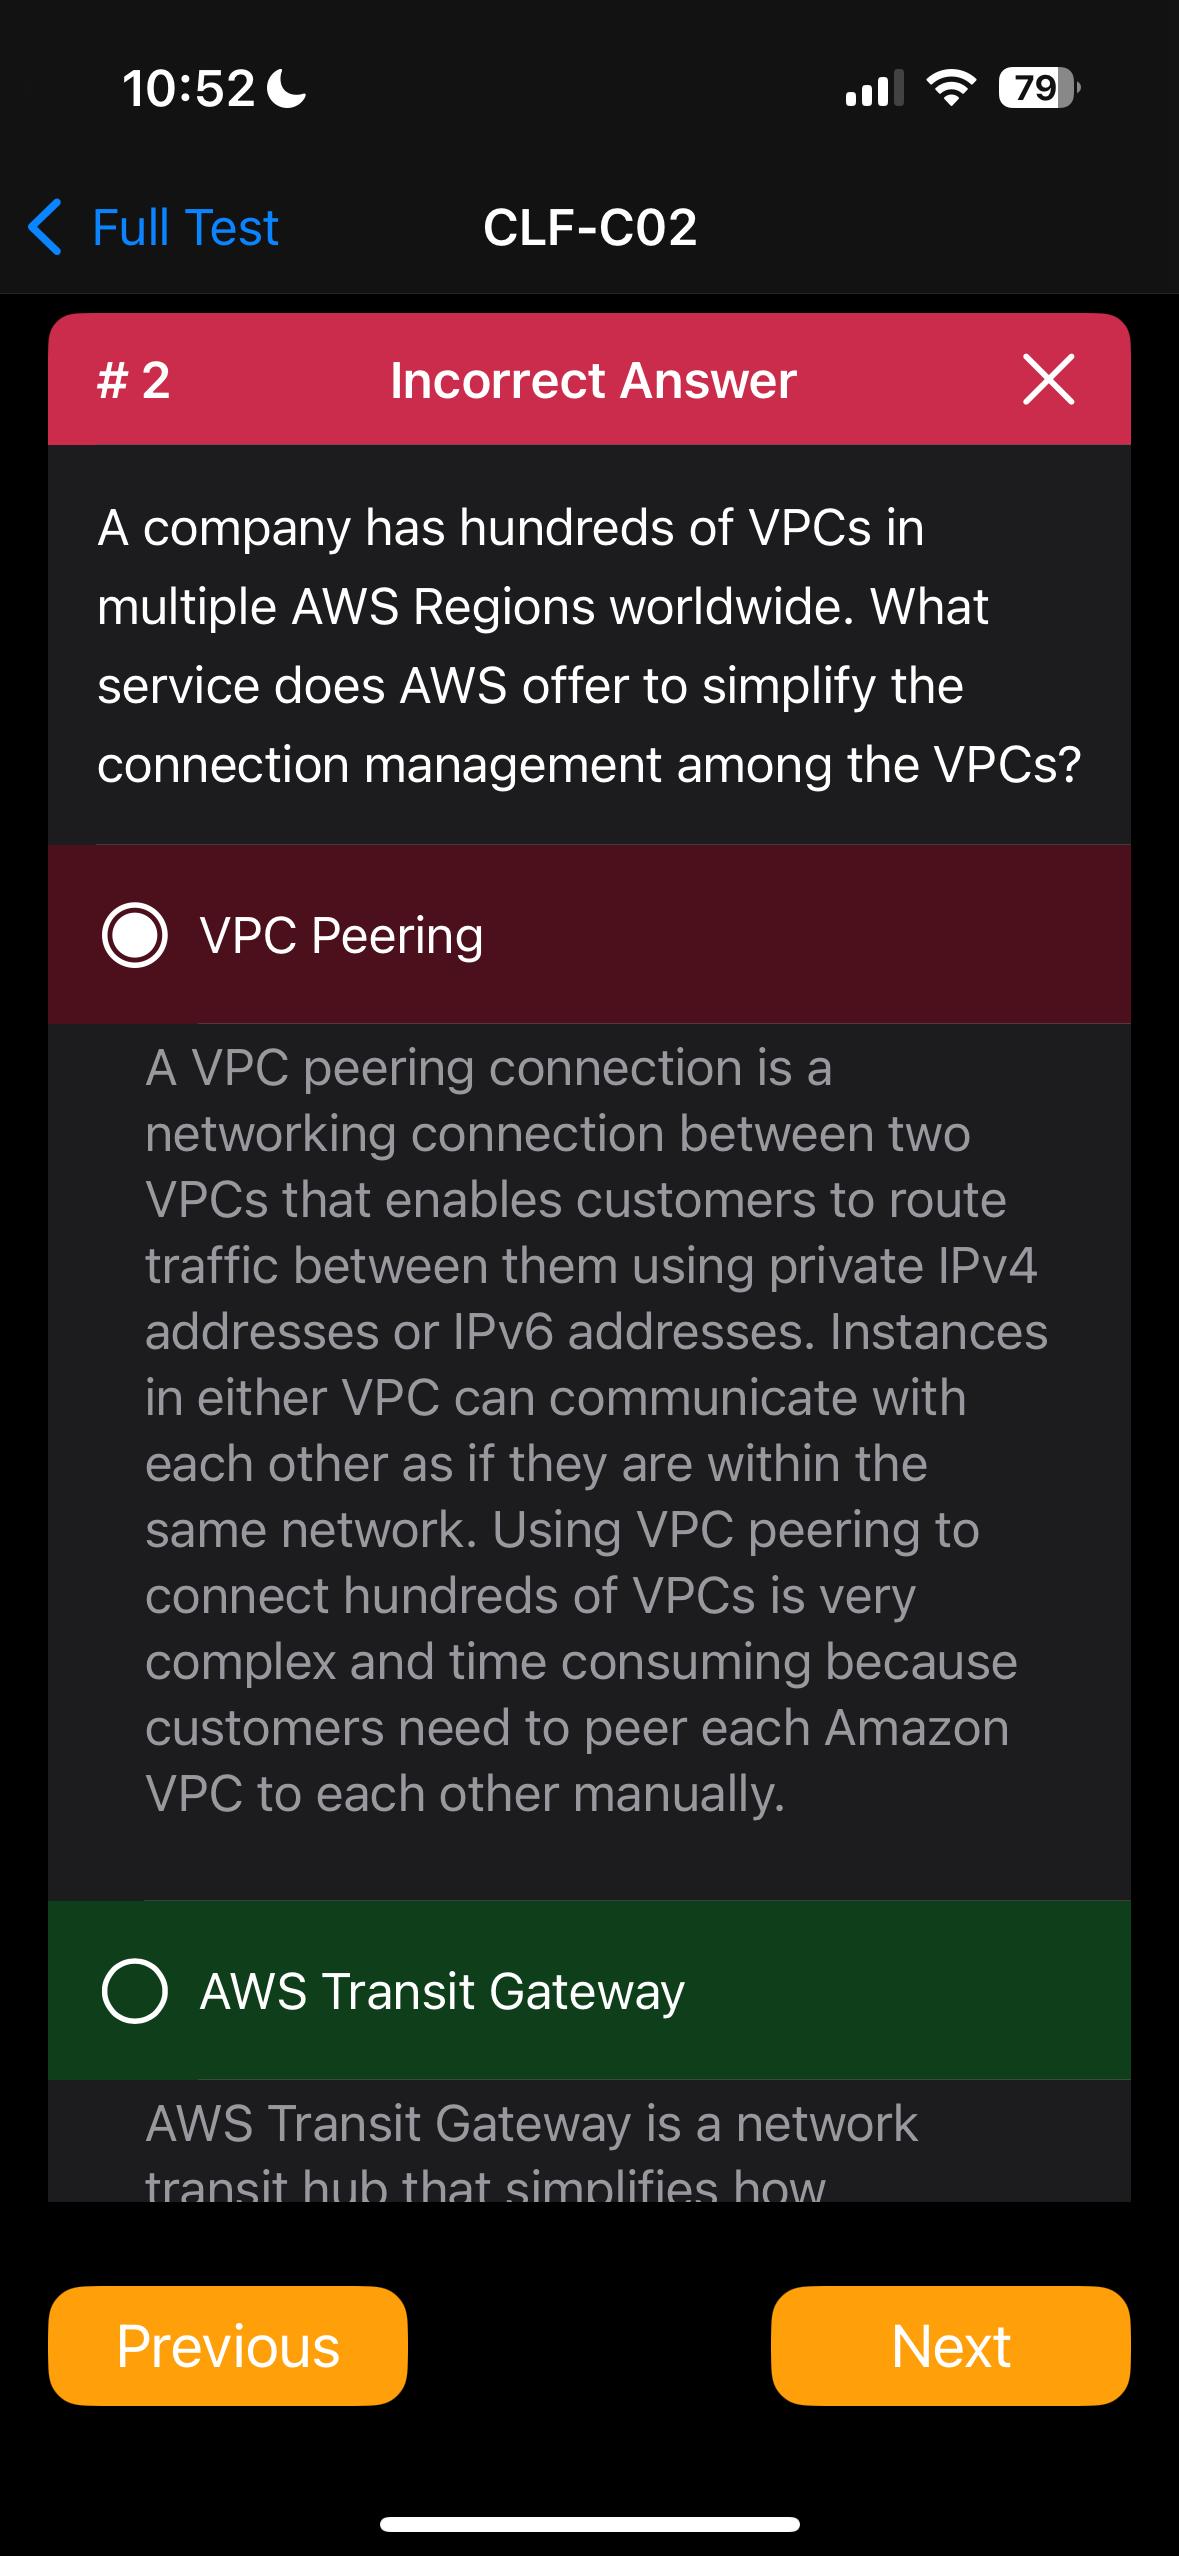 10:52
79
Full Test
CLF-C02
# 2
Incorrect Answer
A company has hundreds of VPCs in
multiple AWS Regions worldwide. What
service does AWS offer to simplify the
connection management among the VPCs?
VPC Peering
A VPC peering connection is a
networking connection between two
VPCs that enables customers to route
traffic between them using private IPv4
addresses or IPv6 addresses. Instances
in either VPC can communicate with
each other as if they are within the
same network. Using VPC peering to
connect hundreds of VPCs is very
complex and time consuming because
customers need to peer each Amazon
VPC to each other manually.
AWS Transit Gateway
AWS Transit Gateway is a network
transit hub that simplifies how
Previous
Next